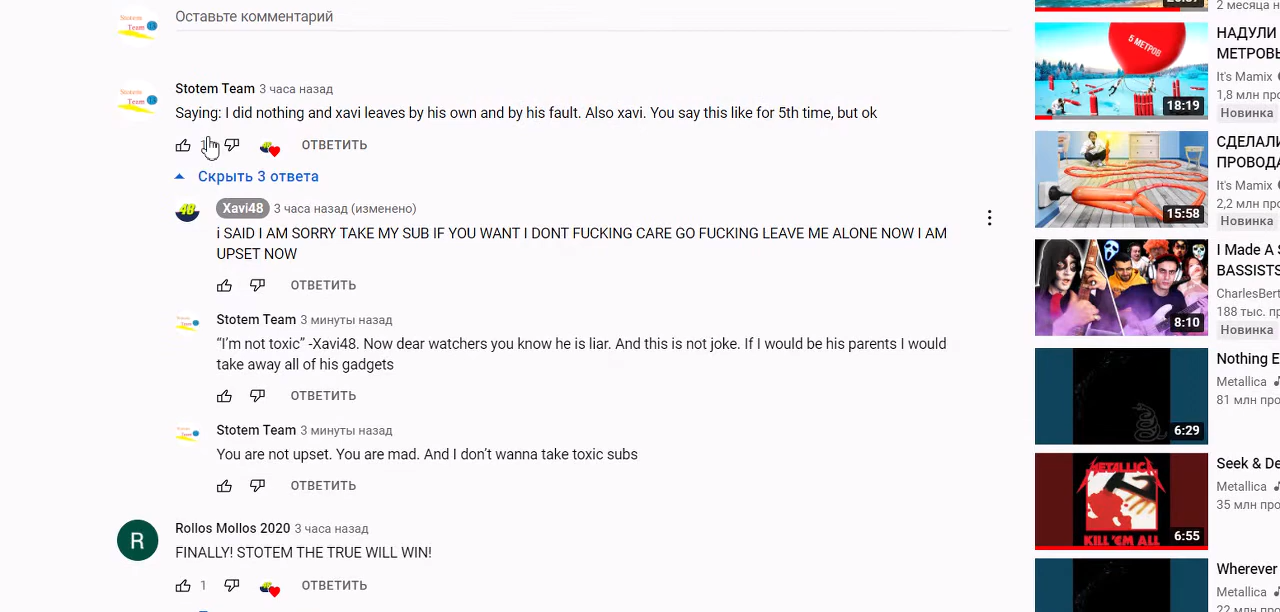 Оставьте комментарий
Stotem Team 3 часа назад
Saying: I did nothing and
by his fault. Also Xavi. You say this like for 5th time, but ok
ОТВЕТИТЬ
Скрыть 3 ответа
Xavi48 3 часа назад (изменено)
i SAID I AM SORRY TAKE MY SUB IF YOU WANT I DONT FUCKING CARE GO FUCKING LEAVE ME ALONE NOW I AM
UPSET NOW
ОТВЕТИТЬ
Stotem Team 3 минуты назад
“I’m not toxic” -Xavi48. Now dear watchers you know he is liar. And this is not joke. If I would be his parents I would
take away all of his gadgets
ОТВЕТИТЬ
Stotem Team 3 минуты назад
You are not upset. You are mad. And I don’t wonna take toxic subs
ОТВЕТИТЬ
Rollos Mollos 2020 3 часа назад
FINALLY! STOTEM THE TRUE WILL WIN!
1 ОТВЕТИТЬ
2 месяца н
5 МЕТРОВ
18:19
НАДУЛИ
МЕТРОВЫ
It's Mamix
1,8 млн про
Новинка
15:58
СДЕЛАЛИ
ПРОВОДА
It's Mamix
2,2 млн про
Новинка
8:10
I Made A S
BASSISTS
CharlesBert
188 тыс. пр
Новинка
6:29
Nothing E
Metallica
81 млн про
METALLICA
KILL 'EM ALL
6:55
Seek & De
Metallica
35 млн про
Wherever
Metallica
22 млн про